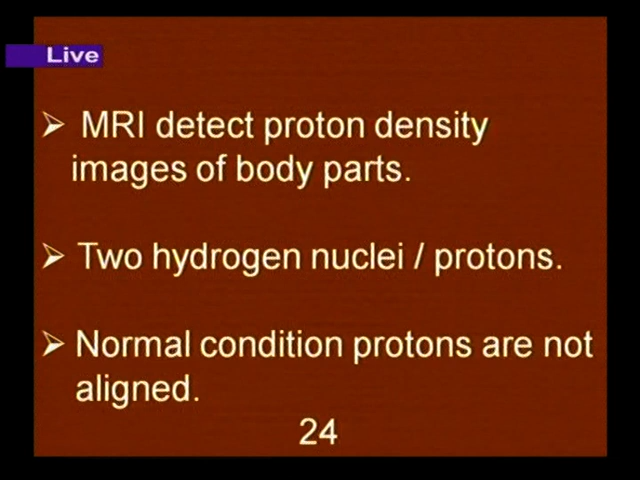 Live
➢ MRI detect proton density
images of body parts.
➢ Two hydrogen nuclei / protons.
➢ Normal condition protons are not
aligned.
24